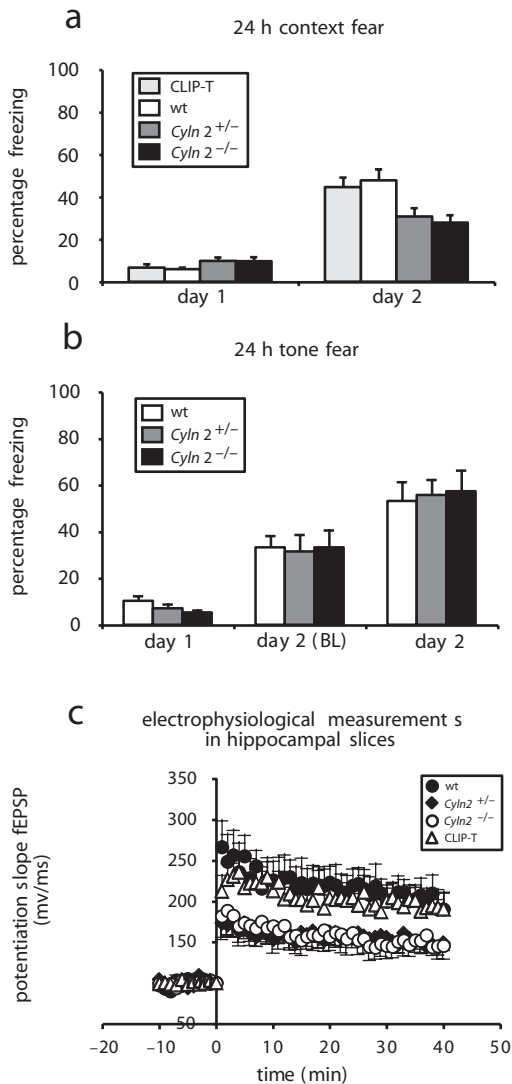 a
24 h context fear
percentage freezing
100
80
60
40
20
0
CLIP-T
wt
Cyln 2 +/−
Cyln 2 −/−
day 1
day 2
b
24 h tone fear
percentage freezing
100
80
60
40
20
0
wt
Cyln 2 +/−
Cyln 2 −/−
day 1
day 2 (BL)
day 2
c
electrophysiological measurement s
in hippocampal slices
potentiation slope fEPSP
(mv/ms)
350
300
250
200
150
100
50
wt
Cyln2 +/−
Cyln2 −/−
CLIP-T
−20
−10
0
10
20
30
40
50
time (min)